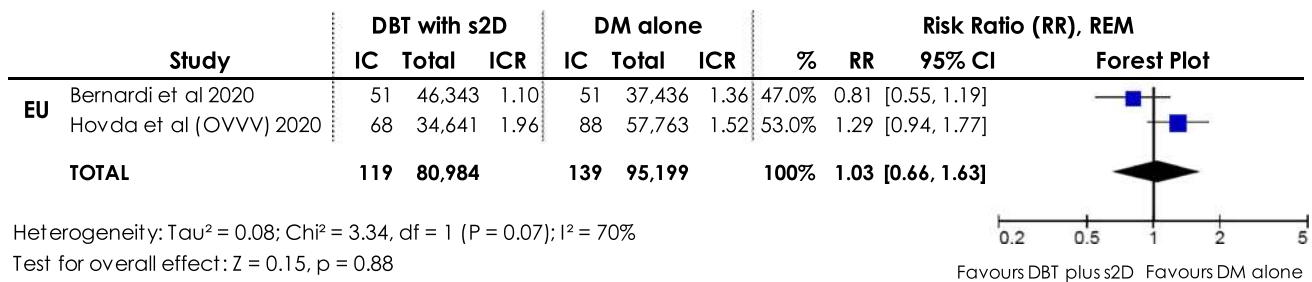 DBT with s2D DM alone Risk Ratio (RR), REM
Study IC Total ICR IC Total ICR % RR 95% CI Forest Plot
EU
Bernardi et al 2020 51 46,343 1.10 51 37,436 1.36 47.0% 0.81 [0.55, 1.19]
Hovda et al (OVVV) 2020 68 34,641 1.96 88 57,763 1.52 53.0% 1.29 [0.94, 1.77]
TOTAL 119 80,984 139 95,199 100% 1.03 [0.66, 1.63]
Heterogeneity: Tau² = 0.08; Chi² = 3.34, df = 1 (P = 0.07); I² = 70%
Test for overall effect: Z = 0.15, p = 0.88
0.2 0.5 1 2 5
Favours DBT plus s2D Favours DM alone